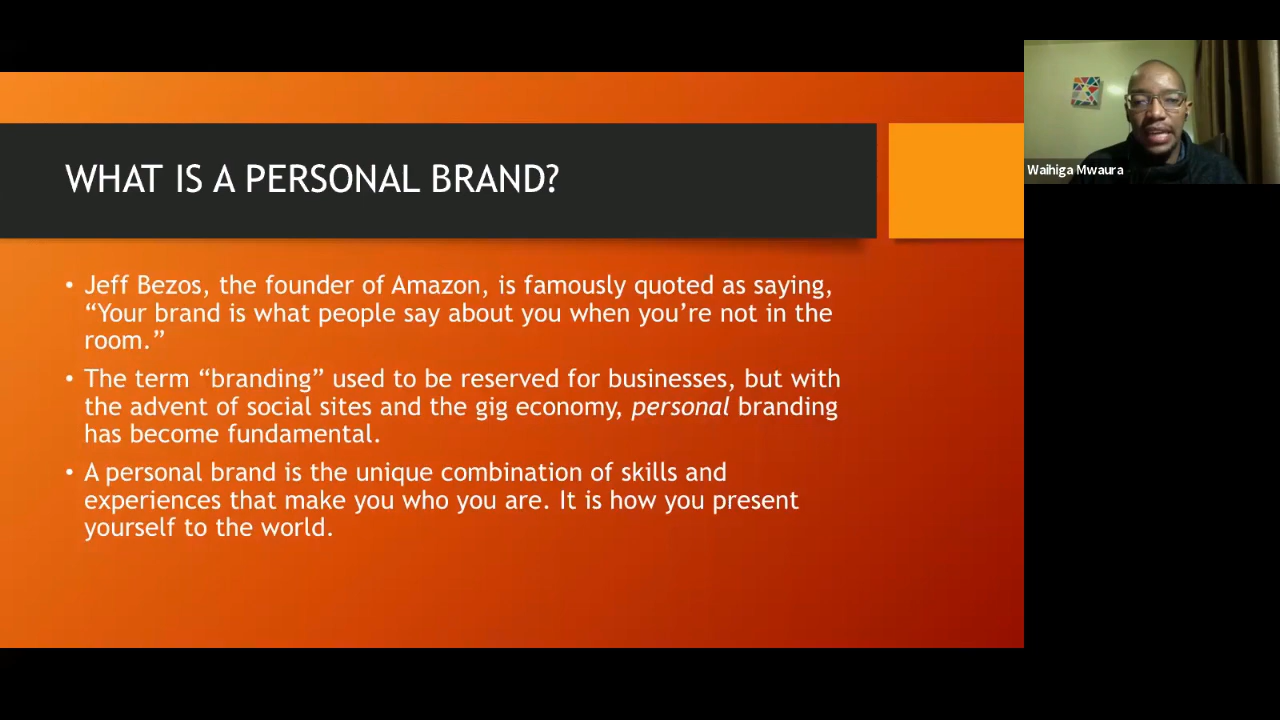 WHAT IS A PERSONAL BRAND?
• Jeff Bezos, the founder of Amazon, is famously quoted as saying,
“Your brand is what people say about you when you’re not in the
room.”
• The term “branding” used to be reserved for businesses, but with
the advent of social sites and the gig economy, personal branding
has become fundamental.
• A personal brand is the unique combination of skills and
experiences that make you who you are. It is how you present
yourself to the world.
Waihiga Mwaura